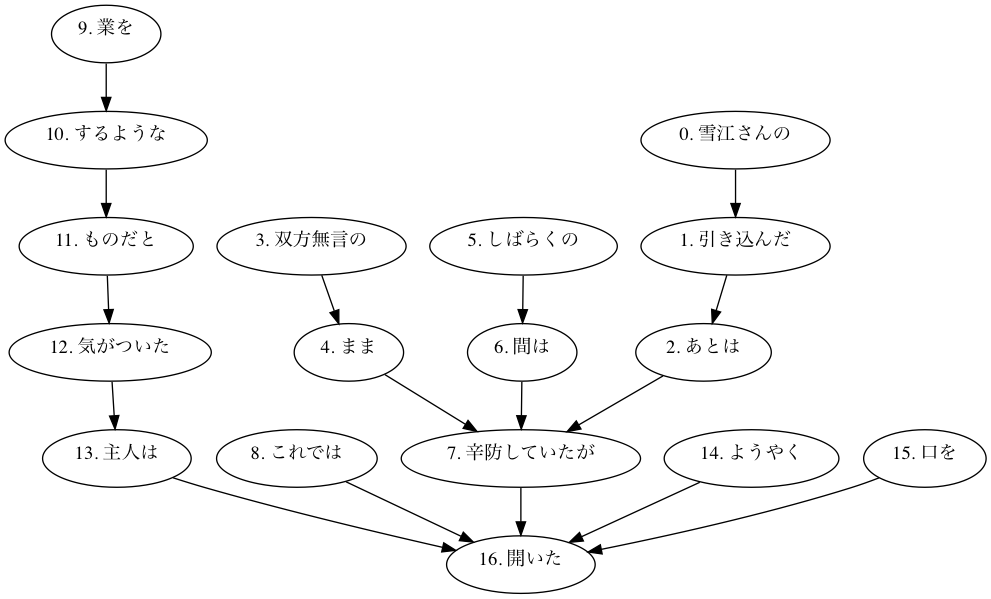 9. 業を
10. するような
0. 雪江さんの
11. ものだと
3. 双方無言の
5. しばらくの
1. 引き込んだ
12. 気がついた
4. まま
6. 間は
2. あとは
13. 主人は
8. これでは
7. 辛防していたが
14. ようやく
15. 口を
16. 開いた